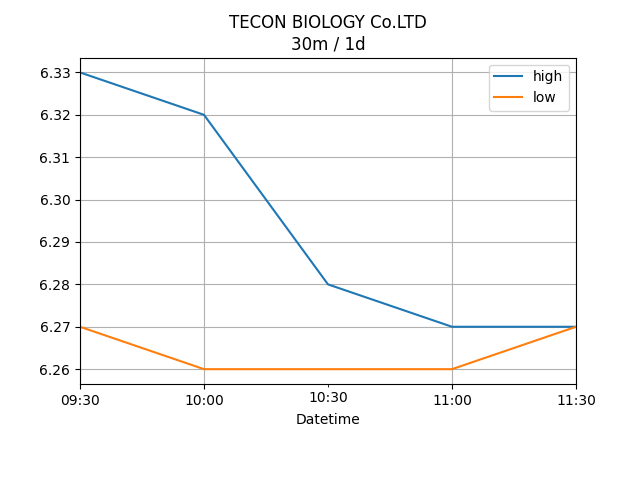 TECON BIOLOGY Co.LTD
30m / 1d
high
low
6.33
6.32
6.31
6.30
6.29
6.28
6.27
6.26
09:30 10:00 10:30 11:00 11:30
Datetime